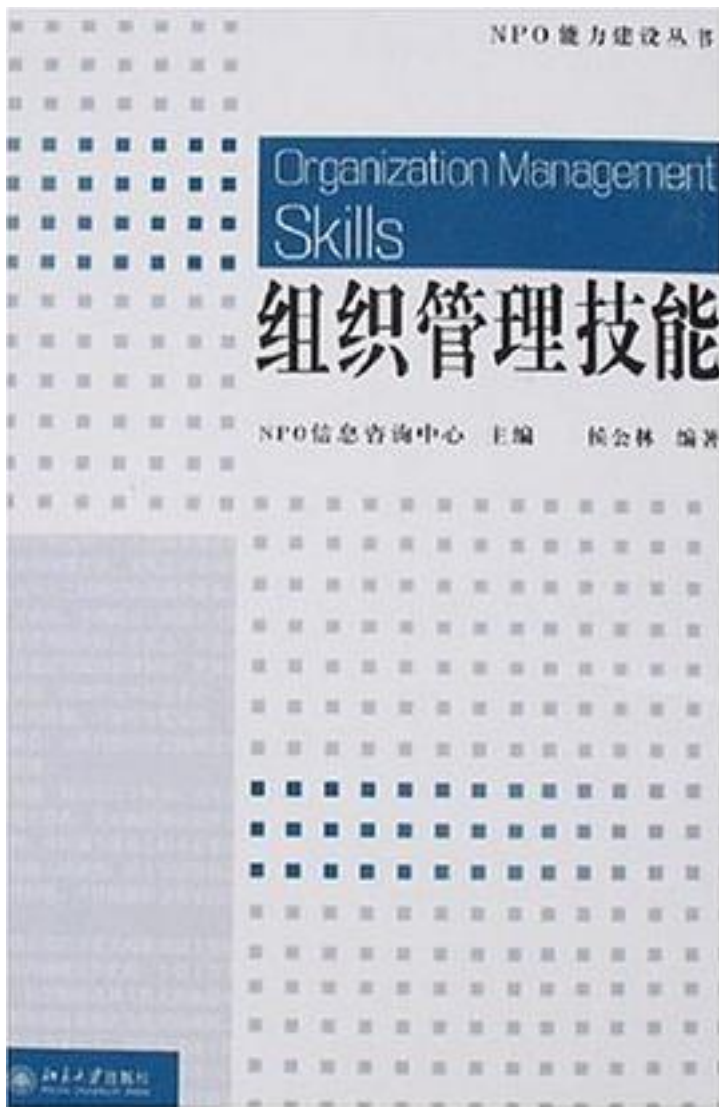 NPO能力建设丛书
Organization Management
Skills
组织管理技能
NPO信息咨询中心 主编 侯公林 编著
北京大学出版社